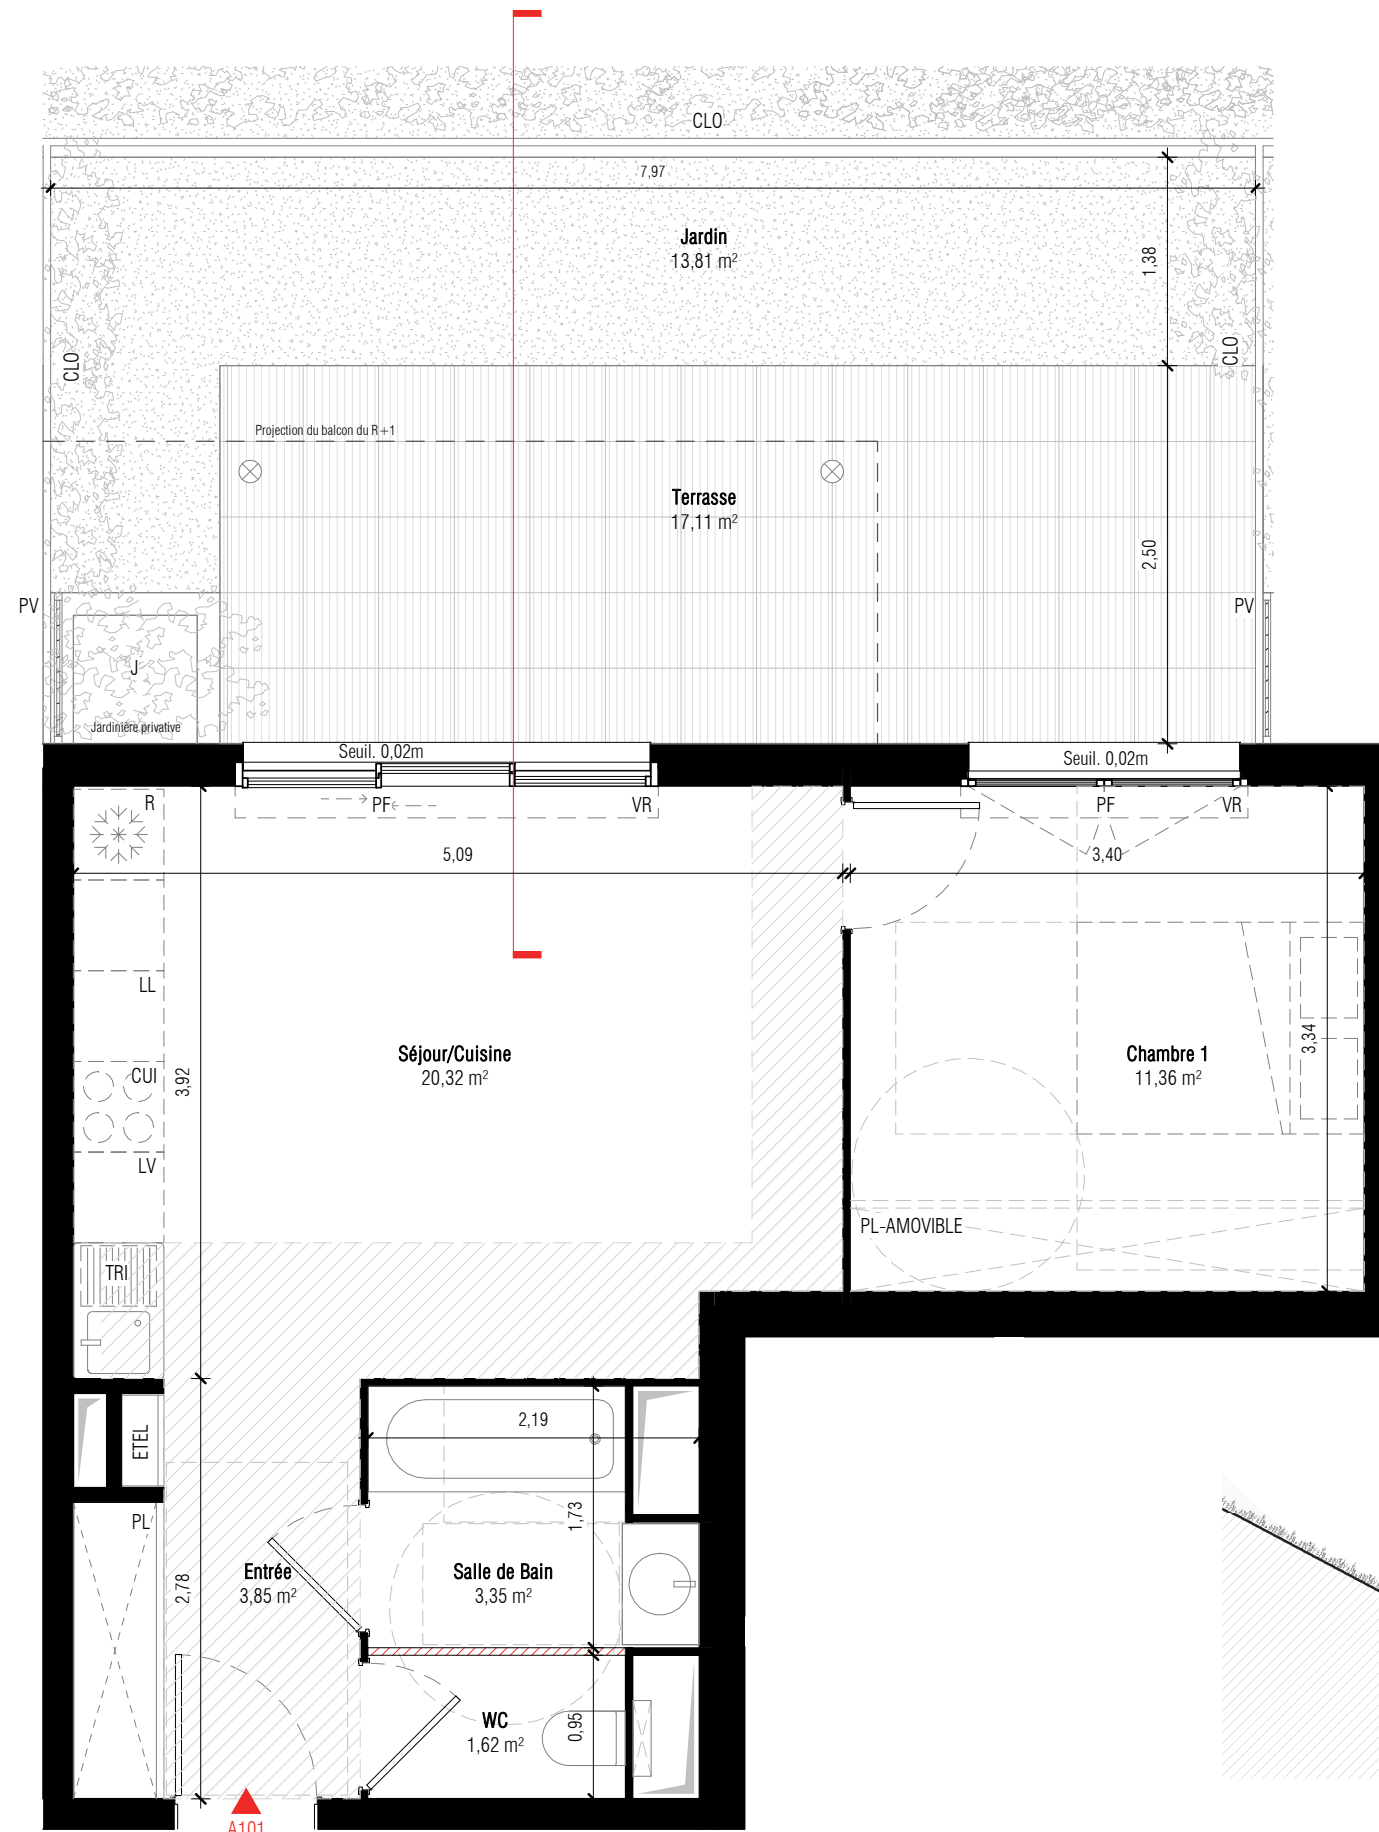 CLO
7,97
Jardin
13,81 m²
1,38
CLO
CLO
Projection du balcon du R+1
Terrasse
17,11 m²
2,50
PV
PV
J
Jardinière privative
Seuil. 0,02m
Seuil. 0,02m
R
PF
VR
PF
VR
5,09
3,40
LL
3,92
Séjour/Cuisine
20,32 m²
CUI
LV
Chambre 1
11,36 m²
3,34
PL-AMOVIBLE
TRI
ETEL
2,19
1,73
PL
2,78
Entrée
3,85 m²
Salle de Bain
3,35 m²
WC
1,62 m²
0,95
A101